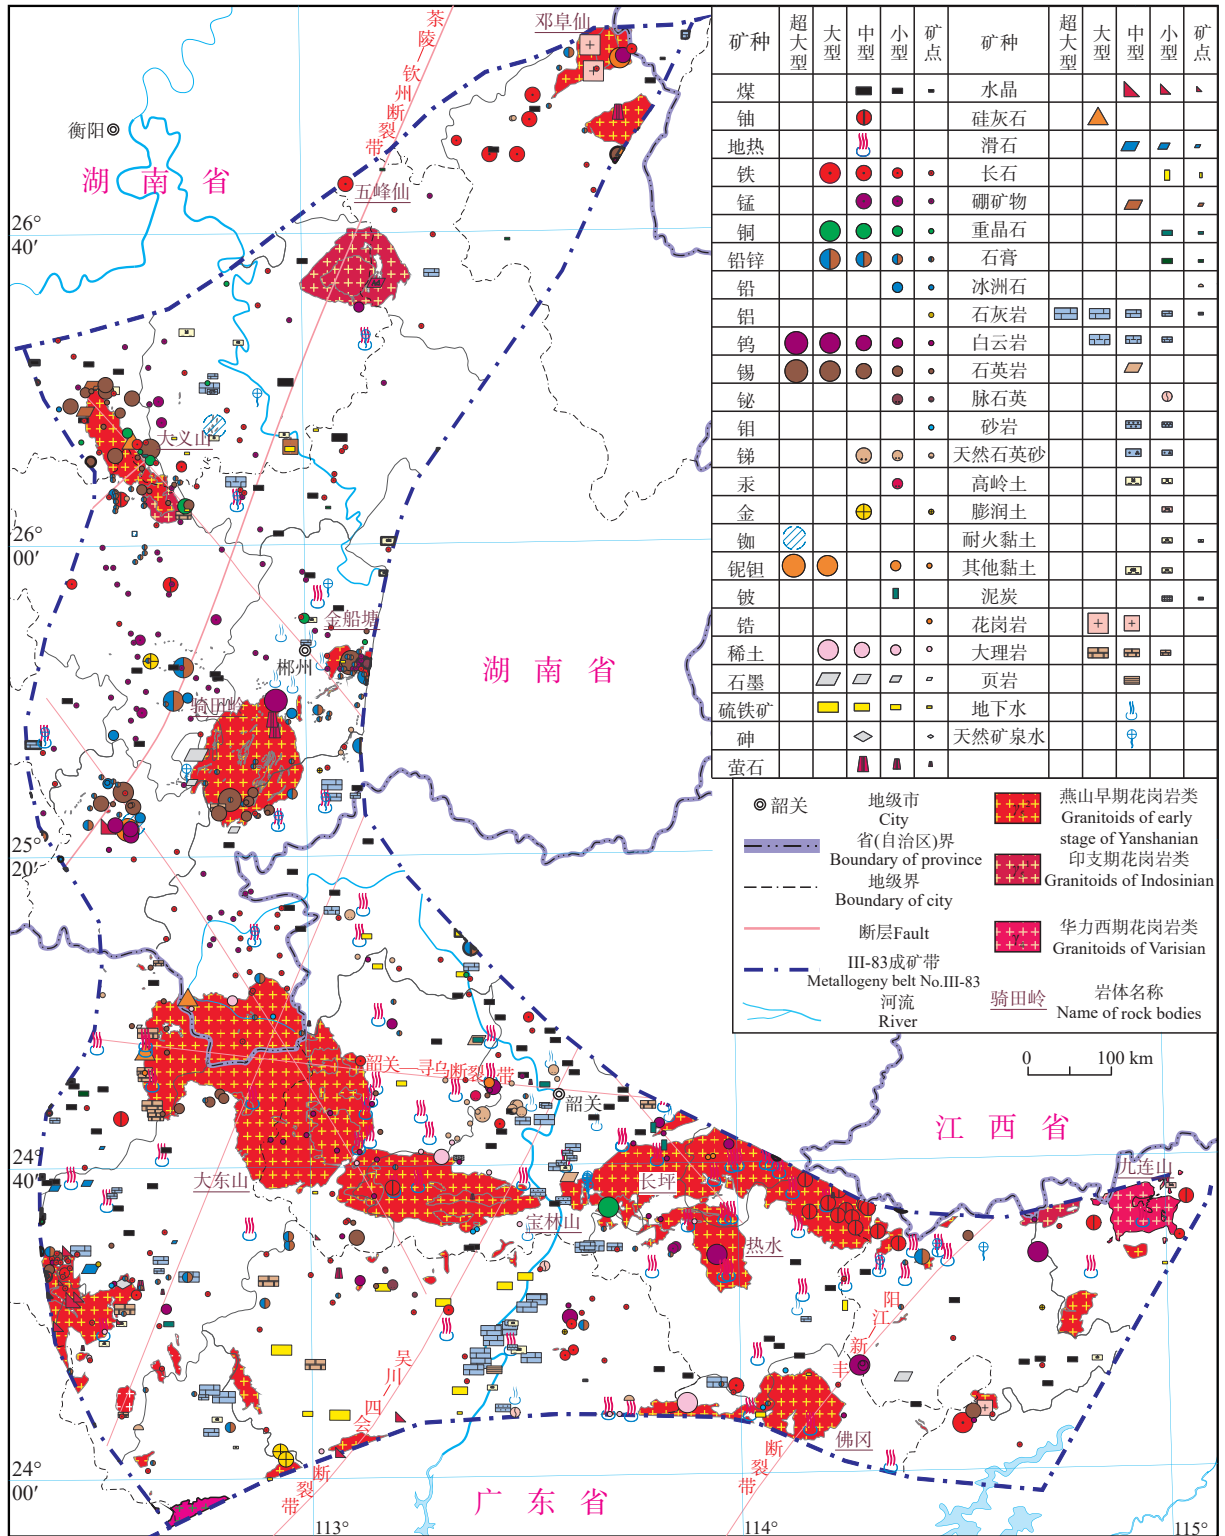 矿种 超大型 大型 中型 小型 矿点 矿种 超大型 大型 中型 小型 矿点
煤 水晶
铀 硅灰石
地热 滑石
铁 长石
锰 硼矿物
铜 重晶石
铅锌 石膏
铅 冰洲石
铝 石灰岩
钨 白云岩
锡 石英岩
铋 脉石英
钼 砂岩
锑 天然石英砂
汞 高岭土
金 膨润土
铷 耐火黏土
铌钽 其他黏土
铍 泥炭
锆 花岗岩
稀土 大理岩
石墨 页岩
硫铁矿 地下水
砷 天然矿泉水
萤石
韶关 地级市
City
省(自治区)界
Boundary of province
地级界
Boundary of city
断层Fault
III-83成矿带
Metallogeny belt No.III-83
河流
River
燕山早期花岗岩类
Granitoids of early
stage of Yanshanian
印支期花岗岩类
Granitoids of Indosinian
华力西期花岗岩类
Granitoids of Varisian
骑田岭 岩体名称
Name of rock bodies
0 100 km
茶陵—钦州断裂带
邓阜仙
衡阳
湖南省
五峰仙
26°
40′
大义山
26°
00′
金船塘
郴州
湖南省
骑田岭
25°
20′
韶关—寻乌断裂带
韶关
江西省
24°
40′
大东山
长坪
九连山
宝林山
热水
阳江—新丰
断裂带
吴川—四会
断裂带
佛冈
24°
00′
广东省
113°
114°
115°